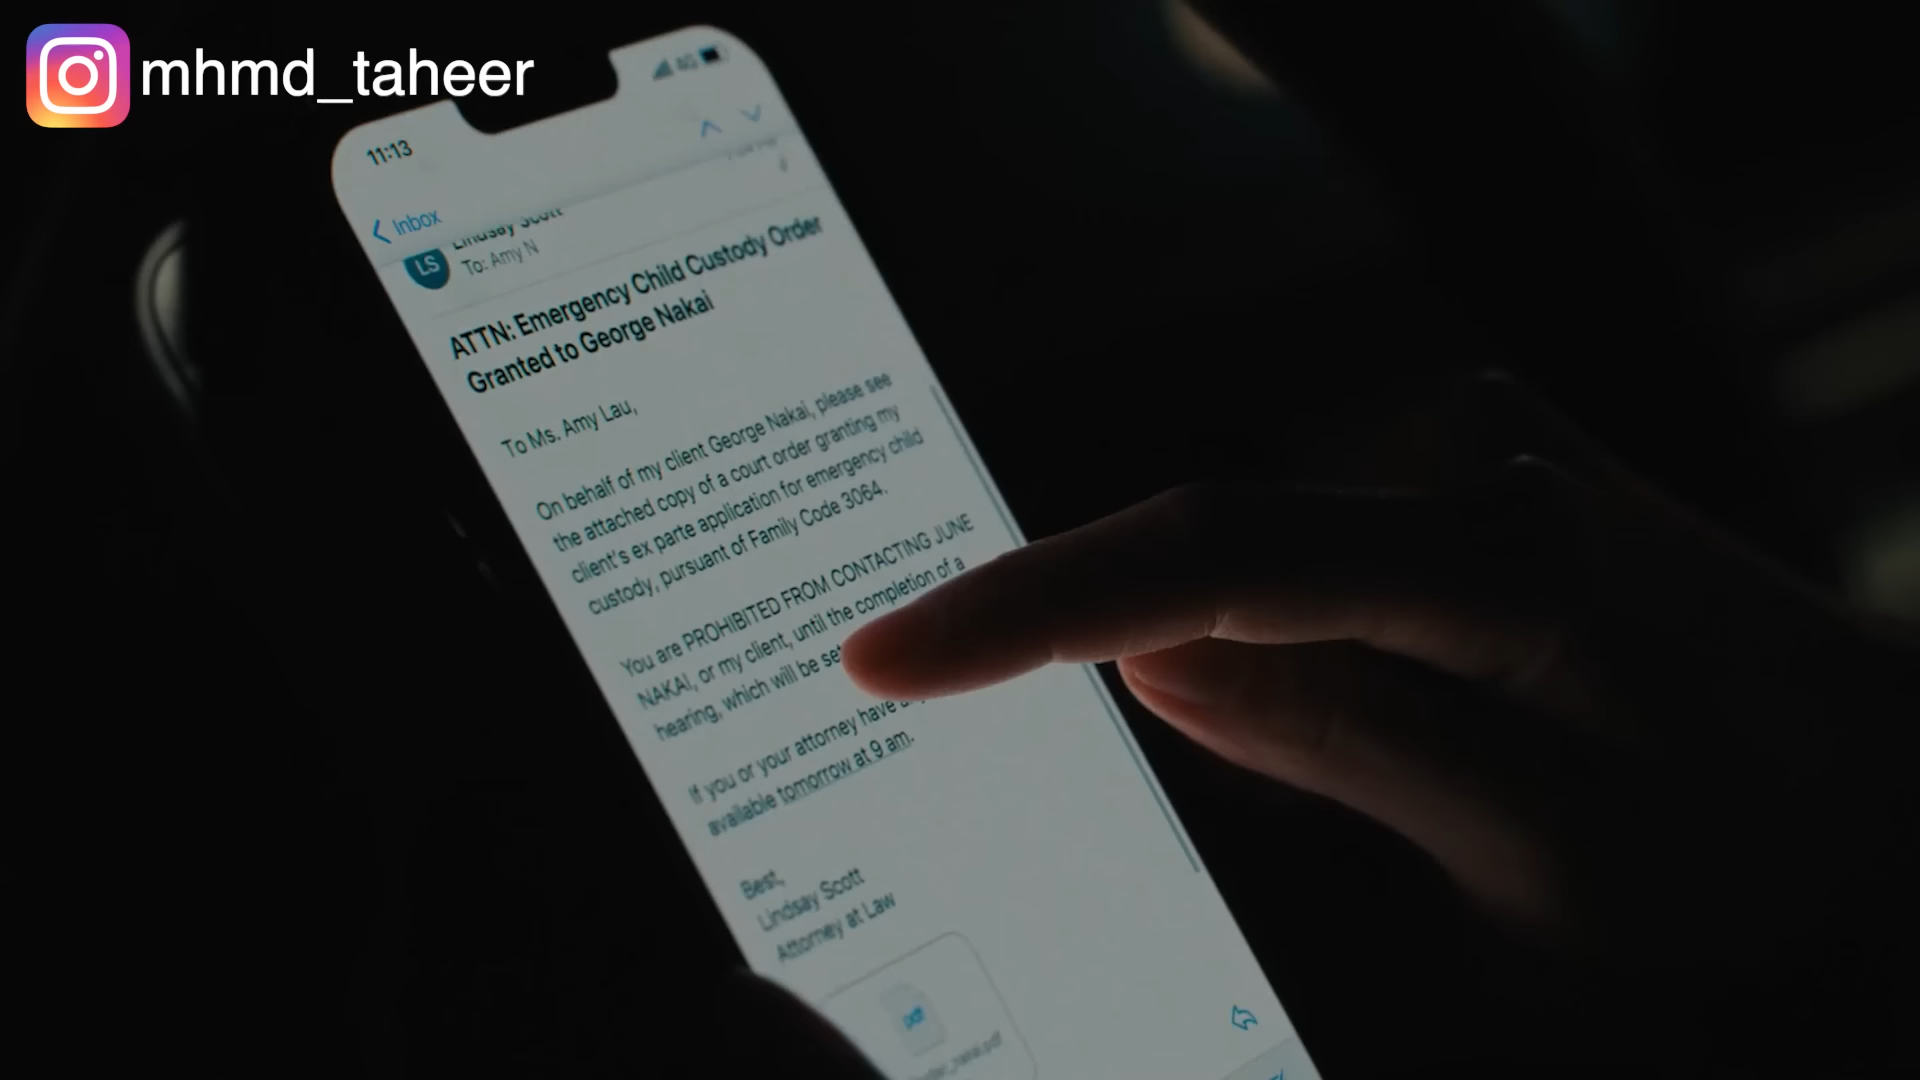 mhmd_taheer
11:13
4G
Inbox
LS
Lindsay Scott
To: Amy N
ATTN: Emergency Child Custody Order
Granted to George Nakai
To Ms. Amy Lau,
On behalf of my client George Nakai, please see
the attached copy of a court order granting my
client's ex parte application for emergency child
custody, pursuant of Family Code 3064.
You are PROHIBITED FROM CONTACTING JUNE
NAKAI, or my client, until the completion of a
hearing, which will be set
If you or your attorney have
available tomorrow at 9 am.
Best,
Lindsay Scott
Attorney at Law
pdf